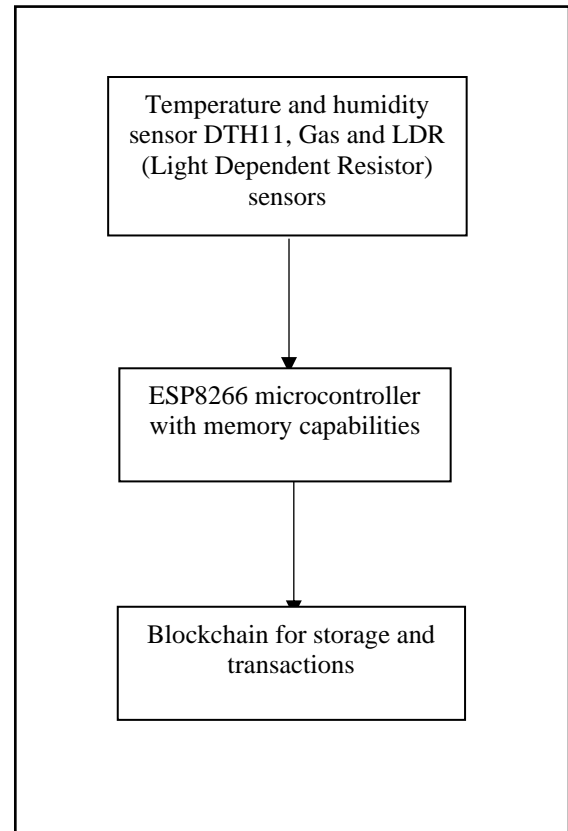 Temperature and humidity
sensor DTH11, Gas and LDR
(Light Dependent Resistor)
sensors
ESP8266 microcontroller
with memory capabilities
Blockchain for storage and
transactions